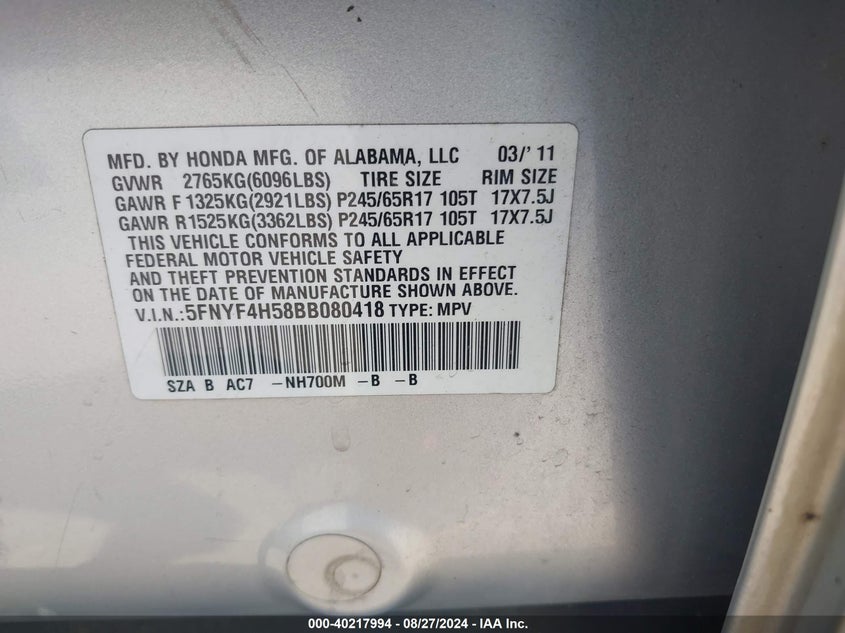 MFD. BY HONDA MFG. OF ALABAMA, LLC 03/' 11
GVWR 2765KG(6096LBS) TIRE SIZE RIM SIZE
GAWR F 1325KG(2921LBS) P245/65R17 105T 17X7.5J
GAWR R1525KG(3362LBS) P245/65R17 105T 17X7.5J
THIS VEHICLE CONFORMS TO ALL APPLICABLE
FEDERAL MOTOR VEHICLE SAFETY
AND THEFT PREVENTION STANDARDS IN EFFECT
ON THE DATE OF MANUFACTURE SHOWN ABOVE.
V.I.N.:5FNYF4H58BB080418 TYPE: MPV
SZA B AC7 -NH700M -B -B
000-40217994 - 08/27/2024 - IAA Inc.